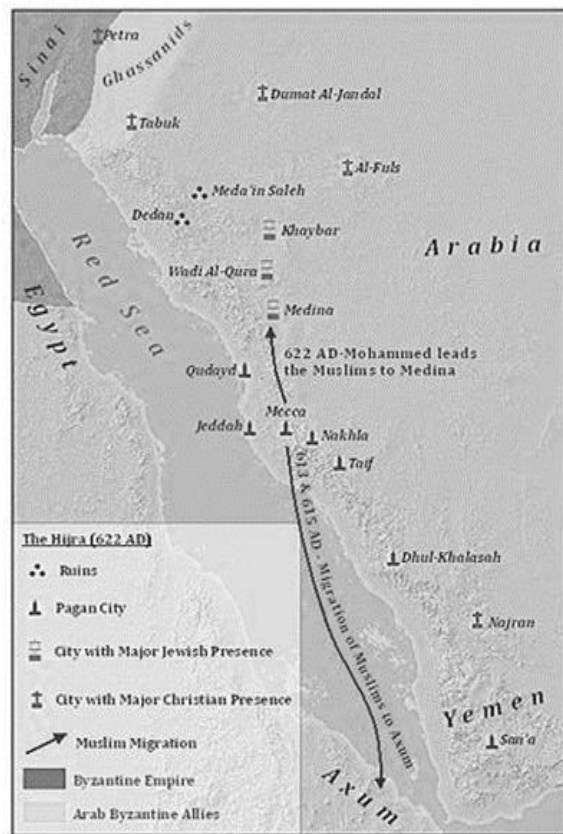 Sinai
Petra
Ghassanids
Dumat Al-Jandal
Tabuk
Al-Fuls
Meda'in Saleh
Dedan
Khaybar
Arabia
Red Sea
Wadi Al-Qura
Egypt
Medina
622 AD-Mohammed leads
the Muslims to Medina
Qudayd
Mecca
Jeddah
Nakhla
Taif
613 & 615 AD - Migration of Muslims to Axum
Dhul-Khalasah
Najran
Yemen
San'a
Axum
The Hijra (622 AD)
Ruins
Pagan City
City with Major Jewish Presence
City with Major Christian Presence
Muslim Migration
Byzantine Empire
Arab Byzantine Allies